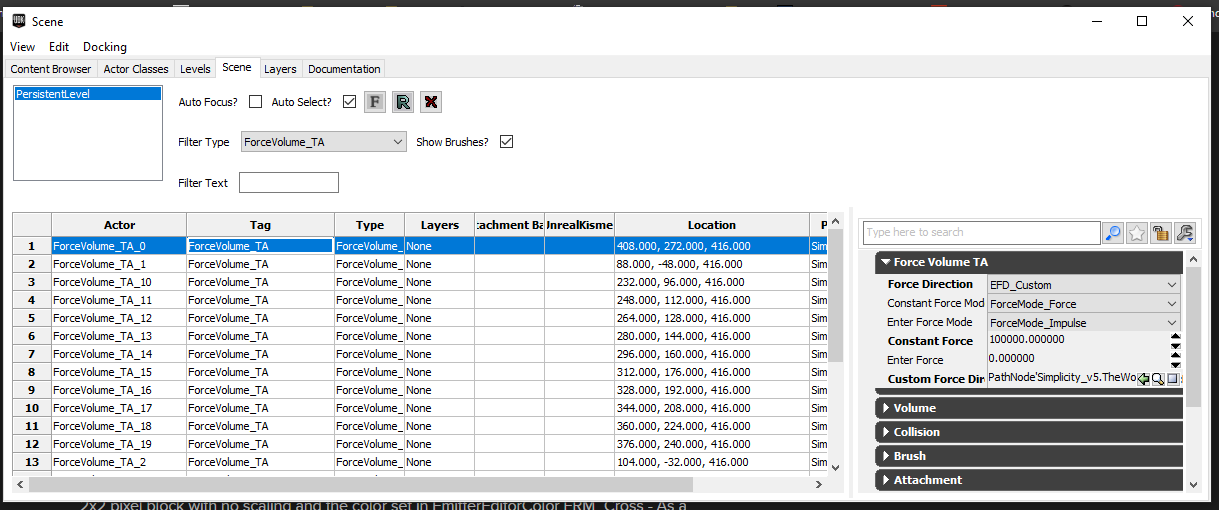 Scene
View Edit Docking
Content Browser Actor Classes Levels Scene Layers Documentation
PersistentLevel
Auto Focus? Auto Select? F R
Filter Type ForceVolume_TA Show Brushes?
Filter Text
Actor Tag Type Layers tachment Ba JnrealKisme Location P
1 ForceVolume_TA_0 ForceVolume_TA ForceVolume_ None 408.000, 272.000, 416.000 Sim
2 ForceVolume_TA_1 ForceVolume_TA ForceVolume_ None 88.000, -48.000, 416.000 Sim
3 ForceVolume_TA_10 ForceVolume_TA ForceVolume_ None 232.000, 96.000, 416.000 Sim
4 ForceVolume_TA_11 ForceVolume_TA ForceVolume_ None 248.000, 112.000, 416.000 Sim
5 ForceVolume_TA_12 ForceVolume_TA ForceVolume_ None 264.000, 128.000, 416.000 Sim
6 ForceVolume_TA_13 ForceVolume_TA ForceVolume_ None 280.000, 144.000, 416.000 Sim
7 ForceVolume_TA_14 ForceVolume_TA ForceVolume_ None 296.000, 160.000, 416.000 Sim
8 ForceVolume_TA_15 ForceVolume_TA ForceVolume_ None 312.000, 176.000, 416.000 Sim
9 ForceVolume_TA_16 ForceVolume_TA ForceVolume_ None 328.000, 192.000, 416.000 Sim
10 ForceVolume_TA_17 ForceVolume_TA ForceVolume_ None 344.000, 208.000, 416.000 Sim
11 ForceVolume_TA_18 ForceVolume_TA ForceVolume_ None 360.000, 224.000, 416.000 Sim
12 ForceVolume_TA_19 ForceVolume_TA ForceVolume_ None 376.000, 240.000, 416.000 Sim
13 ForceVolume_TA_2 ForceVolume_TA ForceVolume_ None 104.000, -32.000, 416.000 Sim
Type here to search
Force Volume TA
Force Direction EFD_Custom
Constant Force Mod ForceMode_Force
Enter Force Mode ForceMode_Impulse
Constant Force 100000.000000
Enter Force 0.000000
Custom Force Dir PathNode'Simplicity_v5.TheWo
Volume
Collision
Brush
Attachment
2x2 pixel block with no scaling and the color set in EmitterEditorColor ERM_Cross - As a